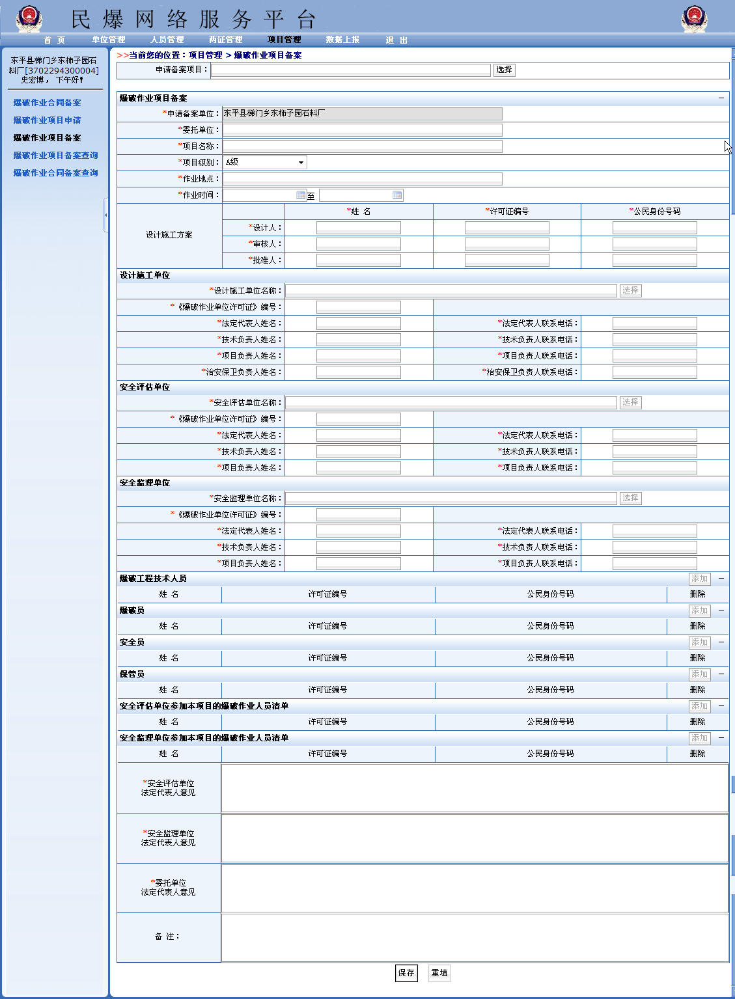 民爆网络服务平台
首 页 单位管理 人员管理 两证管理 项目管理 数据上报 退 出
东平县梯门乡东柿子园石
料厂[3702294300004]
史宏博， 下午好!
爆破作业合同备案
爆破作业项目申请
爆破作业项目备案
爆破作业项目备案查询
爆破作业合同备案查询
>>当前您的位置：项目管理 > 爆破作业项目备案
申请备案项目： 选择
爆破作业项目备案 －
*申请备案单位： 东平县梯门乡东柿子园石料厂
*委托单位：
*项目名称：
*项目级别： A级
*作业地点：
*作业时间： 至
设计施工方案 *姓 名 *许可证编号 *公民身份号码
*设计人：
*审核人：
*批准人：
设计施工单位
*设计施工单位名称： 选择
*《爆破作业单位许可证》编号：
*法定代表人姓名： *法定代表人联系电话：
*技术负责人姓名： *技术负责人联系电话：
*项目负责人姓名： *项目负责人联系电话：
*治安保卫负责人姓名： *治安保卫负责人联系电话：
安全评估单位
*安全评估单位名称： 选择
*《爆破作业单位许可证》编号：
*法定代表人姓名： *法定代表人联系电话：
*技术负责人姓名： *技术负责人联系电话：
*项目负责人姓名： *项目负责人联系电话：
安全监理单位
*安全监理单位名称： 选择
*《爆破作业单位许可证》编号：
*法定代表人姓名： *法定代表人联系电话：
*技术负责人姓名： *技术负责人联系电话：
*项目负责人姓名： *项目负责人联系电话：
爆破工程技术人员 添加 －
姓 名 许可证编号 公民身份号码 删除
爆破员 添加 －
姓 名 许可证编号 公民身份号码 删除
安全员 添加 －
姓 名 许可证编号 公民身份号码 删除
保管员 添加 －
姓 名 许可证编号 公民身份号码 删除
安全评估单位参加本项目的爆破作业人员清单 添加 －
姓 名 许可证编号 公民身份号码 删除
安全监理单位参加本项目的爆破作业人员清单 添加 －
姓 名 许可证编号 公民身份号码 删除
*安全评估单位
法定代表人意见
*安全监理单位
法定代表人意见
*委托单位
法定代表人意见
备 注：
保存 重填